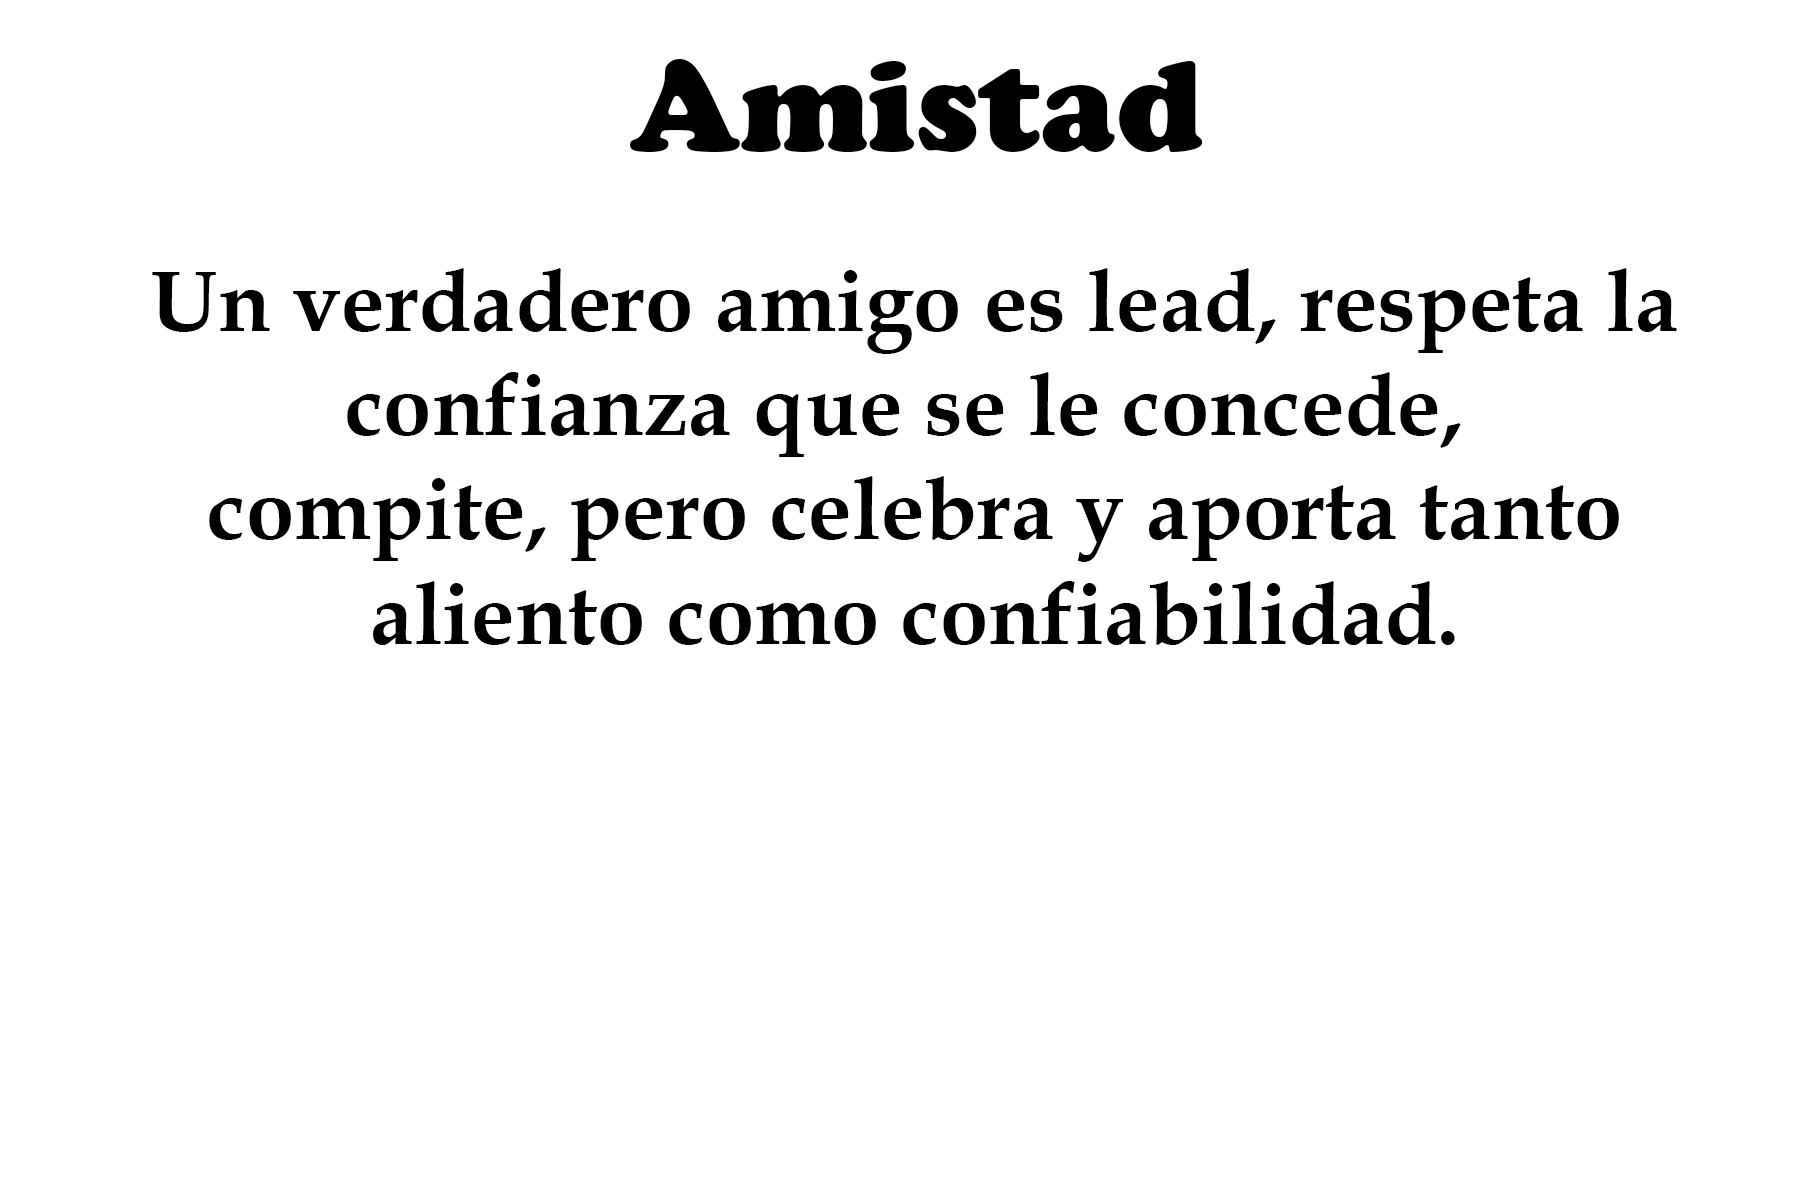 Amistad
Un verdadero amigo es lead, respeta la
confianza que se le concede,
compite, pero celebra y aporta tanto
aliento como confiabilidad.